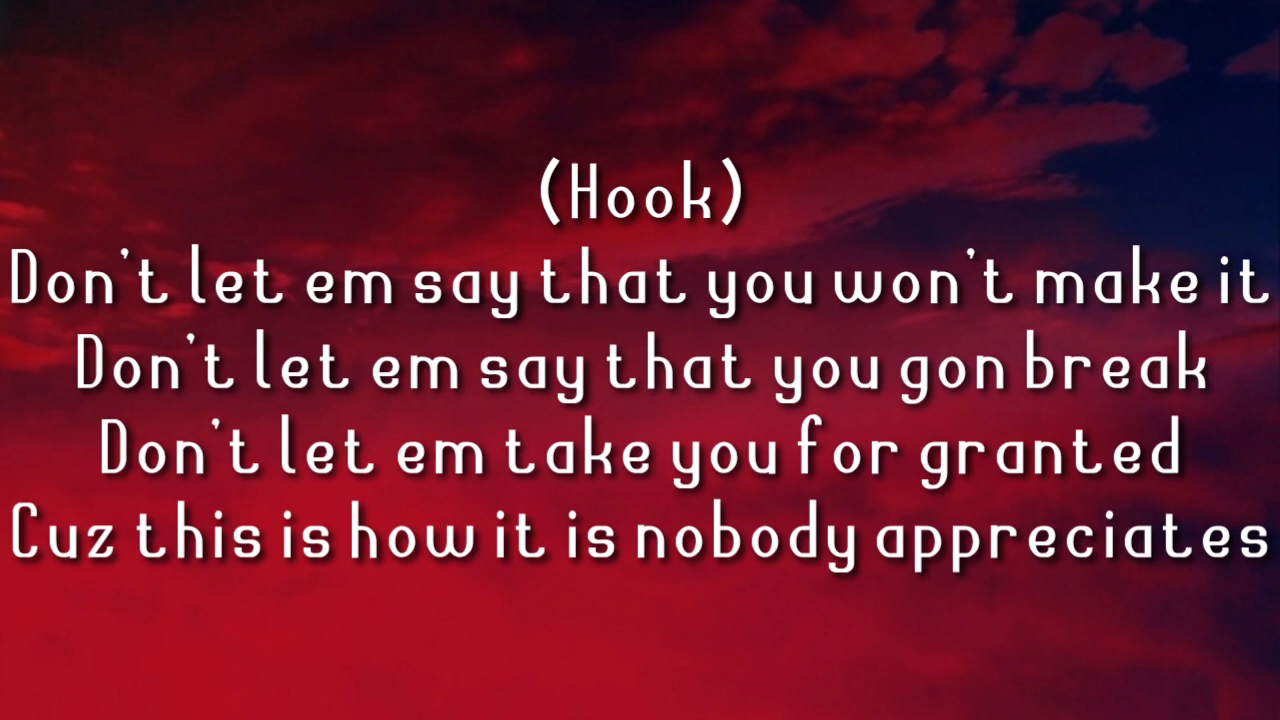 (Hook)
Don't let em say that you won't make it
Don't let em say that you gon break
Don't let em take you for granted
Cuz this is how it is nobody appreciates